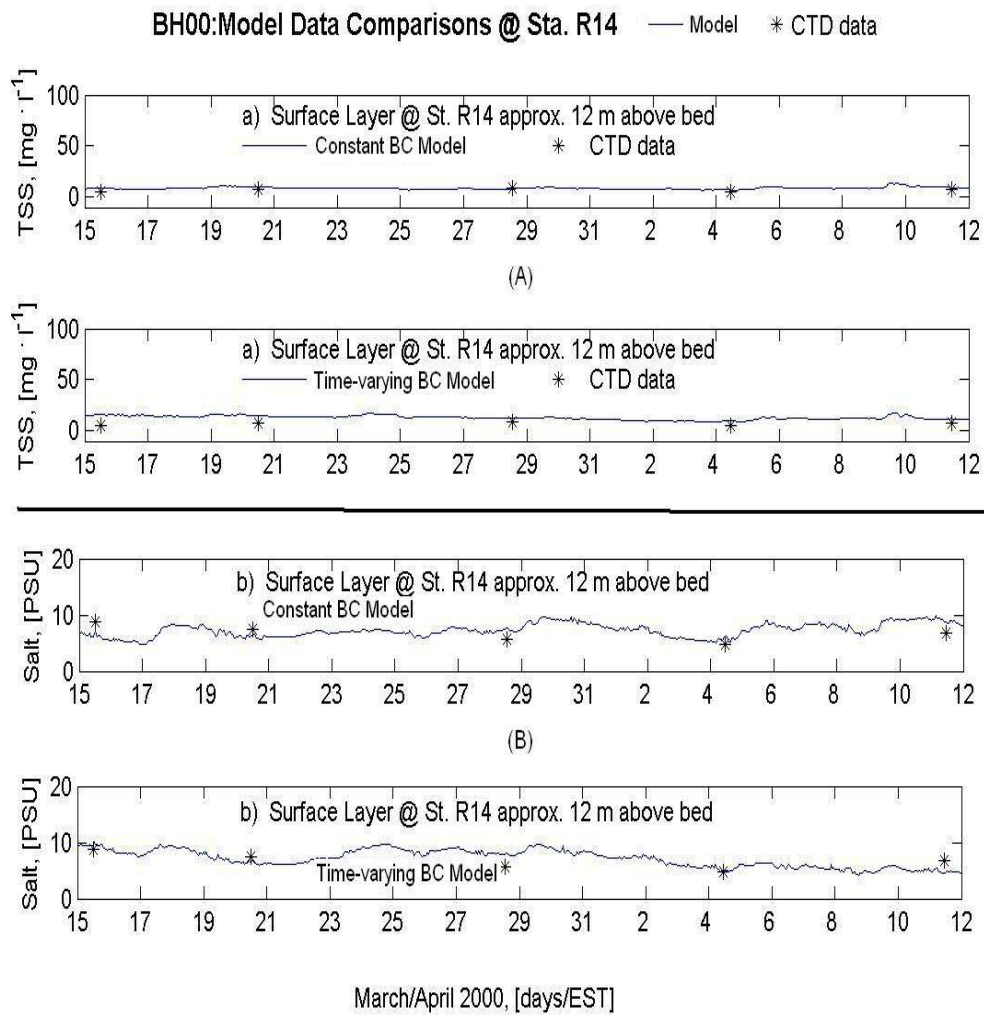 BH00:Model Data Comparisons @ Sta. R14 Model CTD data
TSS, [mg · l⁻¹]
100
50
0
a) Surface Layer @ St. R14 approx. 12 m above bed
Constant BC Model CTD data
15 17 19 21 23 25 27 29 31 2 4 6 8 10 12
(A)
TSS, [mg · l⁻¹]
100
50
0
a) Surface Layer @ St. R14 approx. 12 m above bed
Time-varying BC Model CTD data
15 17 19 21 23 25 27 29 31 2 4 6 8 10 12
Salt, [PSU]
20
10
0
b) Surface Layer @ St. R14 approx. 12 m above bed
Constant BC Model
15 17 19 21 23 25 27 29 31 2 4 6 8 10 12
(B)
Salt, [PSU]
20
10
0
b) Surface Layer @ St. R14 approx. 12 m above bed
Time-varying BC Model
15 17 19 21 23 25 27 29 31 2 4 6 8 10 12
March/April 2000, [days/EST]